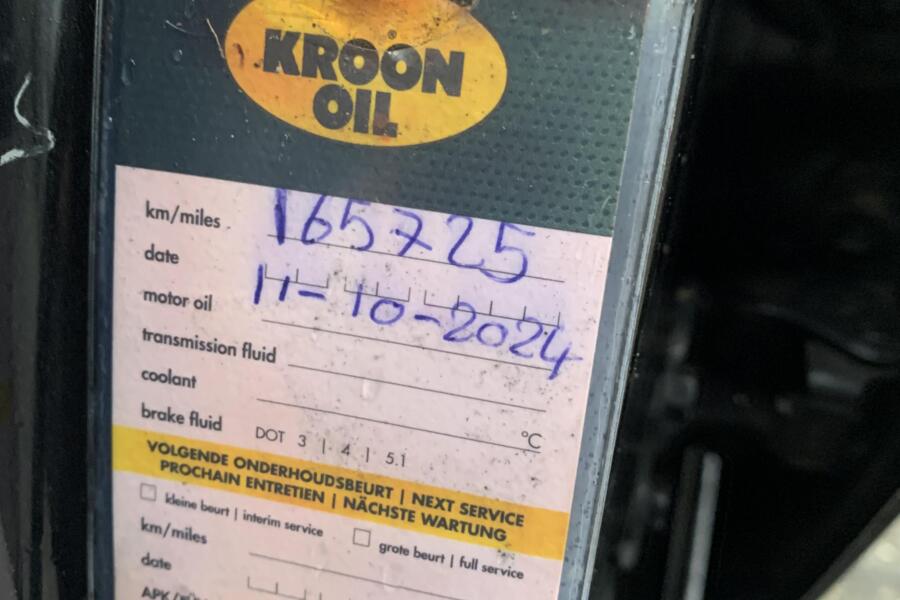 KROON
OIL
km/miles 165725
date 11-10-2024
motor oil
transmission fluid
coolant °C
brake fluid DOT 3 | 4 | 5.1
VOLGENDE ONDERHOUDSBEURT | NEXT SERVICE
PROCHAIN ENTRETIEN | NÄCHSTE WARTUNG
kleine beurt | interim service grote beurt | full service
km/miles
date